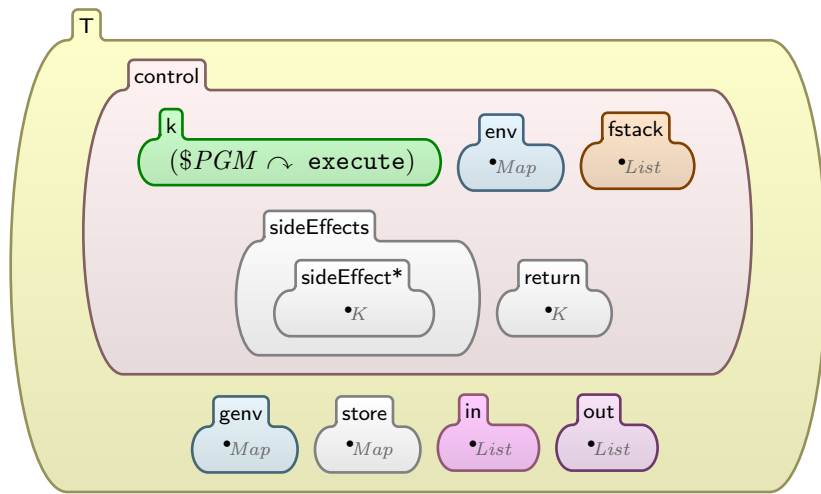 T
control
k
env
fstack
($PGM ↷ execute)
•Map
•List
sideEffects
sideEffect*
return
•K
•K
genv
store
in
out
•Map
•Map
•List
•List